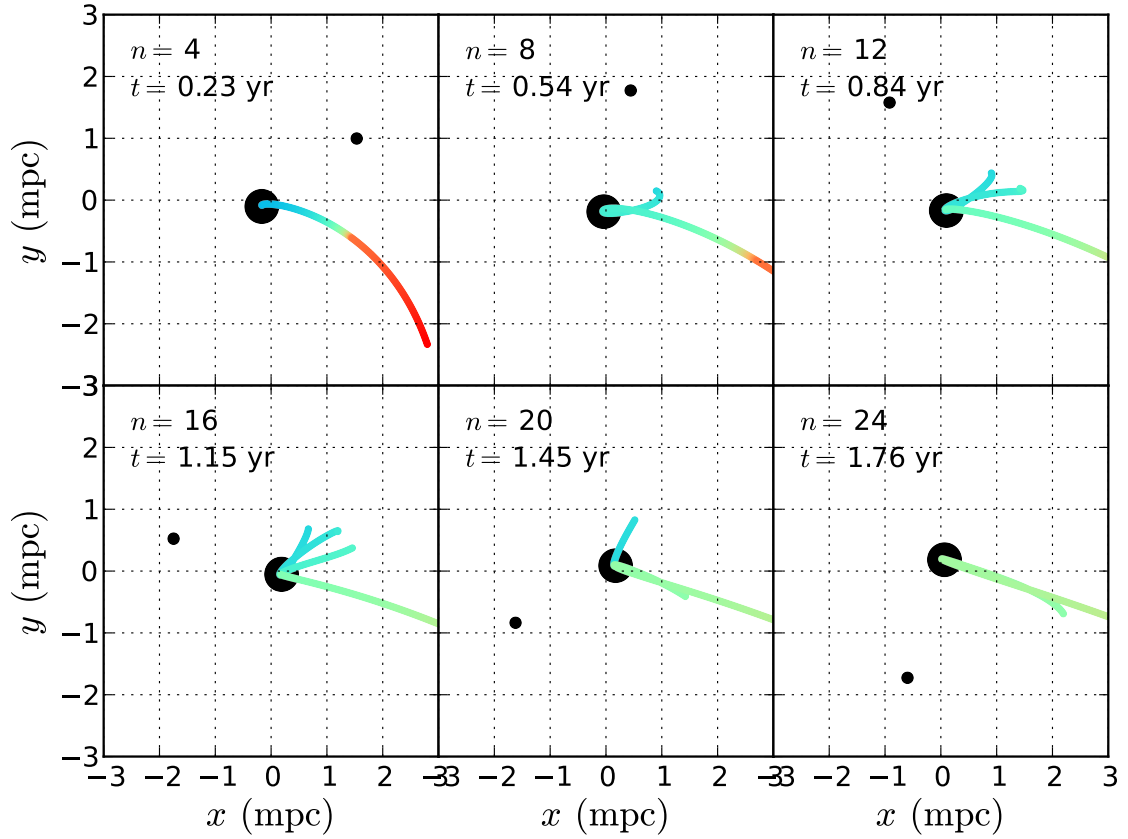 3
2
1
0
−1
−2
−3
y (mpc)
n = 4
t = 0.23 yr
n = 8
t = 0.54 yr
n = 12
t = 0.84 yr
2
1
0
−1
−2
−3
y (mpc)
n = 16
t = 1.15 yr
n = 20
t = 1.45 yr
n = 24
t = 1.76 yr
−3 −2 −1 0 1 2 3
−3 −2 −1 0 1 2 3
−3 −2 −1 0 1 2 3
x (mpc)
x (mpc)
x (mpc)